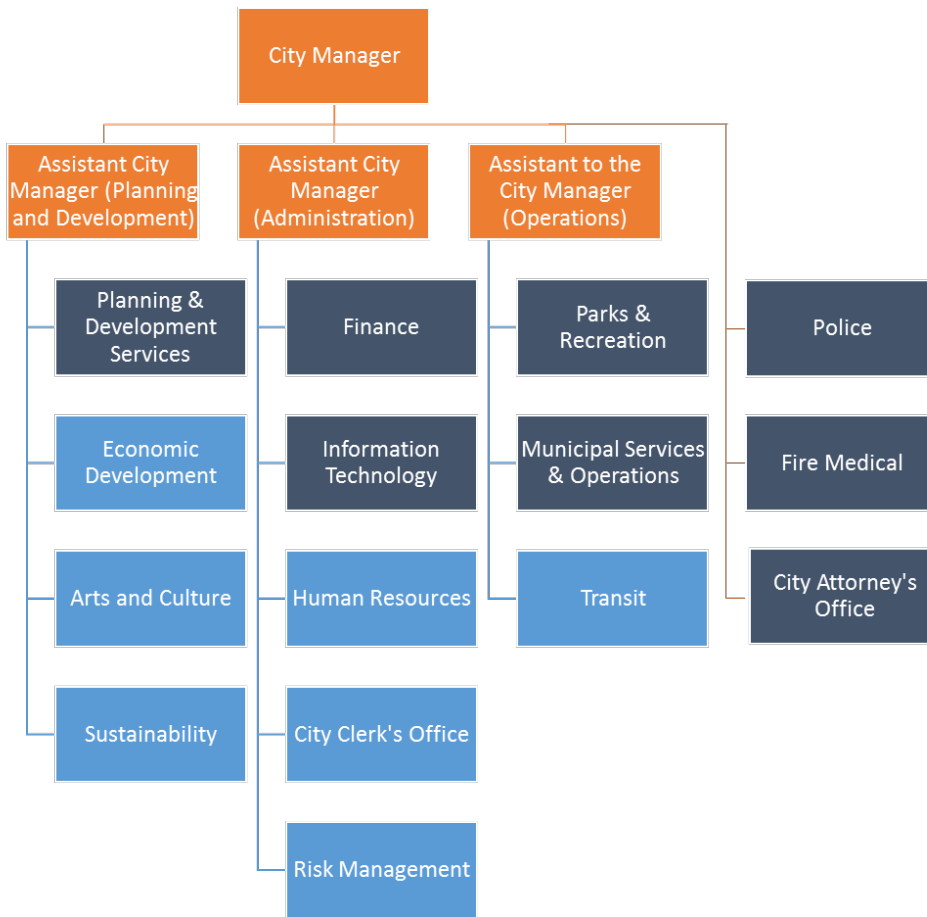 City Manager
Assistant City
Manager (Planning
and Development)
Assistant City
Manager
(Administration)
Assistant to the
City Manager
(Operations)
Planning &
Development
Services
Finance
Parks &
Recreation
Police
Economic
Development
Information
Technology
Municipal Services
& Operations
Fire Medical
Arts and Culture
Human Resources
Transit
City Attorney's
Office
Sustainability
City Clerk's Office
Risk Management